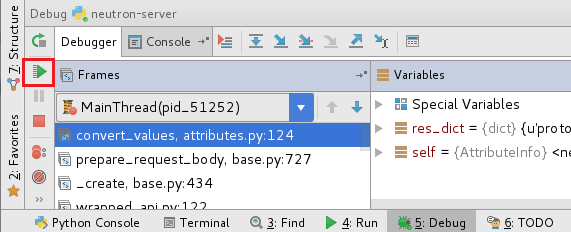 Debug neutron-server
Debugger Console
7: Structure
2: Favorites
Frames
MainThread(pid_51252)
convert_values, attributes.py:124
prepare_request_body, base.py:727
_create, base.py:434
wrapped, api.py:122
Variables
Special Variables
res_dict = {dict} {u'proto
self = {AttributeInfo} <ne
Python Console Terminal 3: Find 4: Run 5: Debug 6: TODO